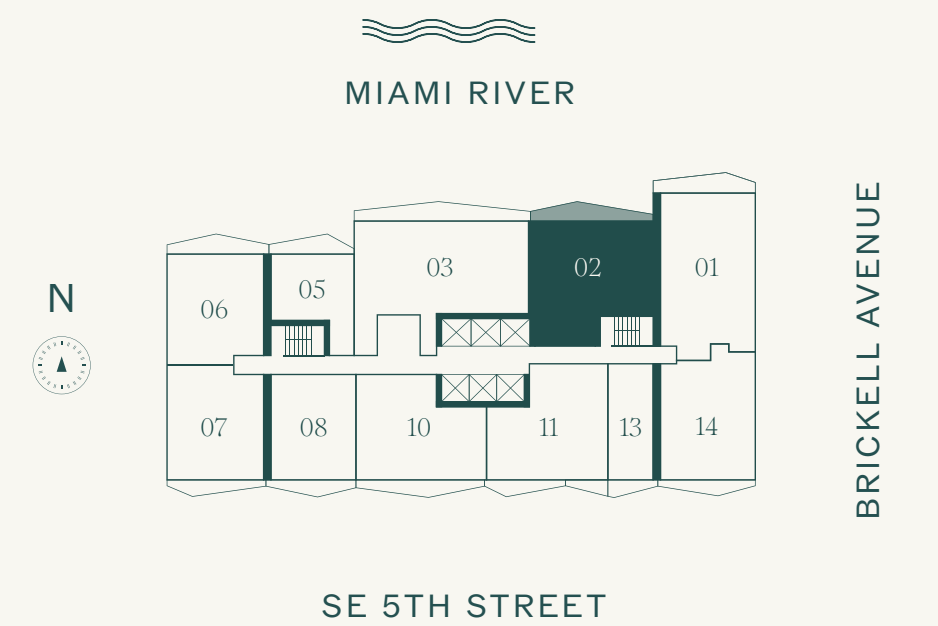 MIAMI RIVER
BRICKELL AVENUE
N
03
02
01
05
06
07
08
10
11
13
14
SE 5TH STREET